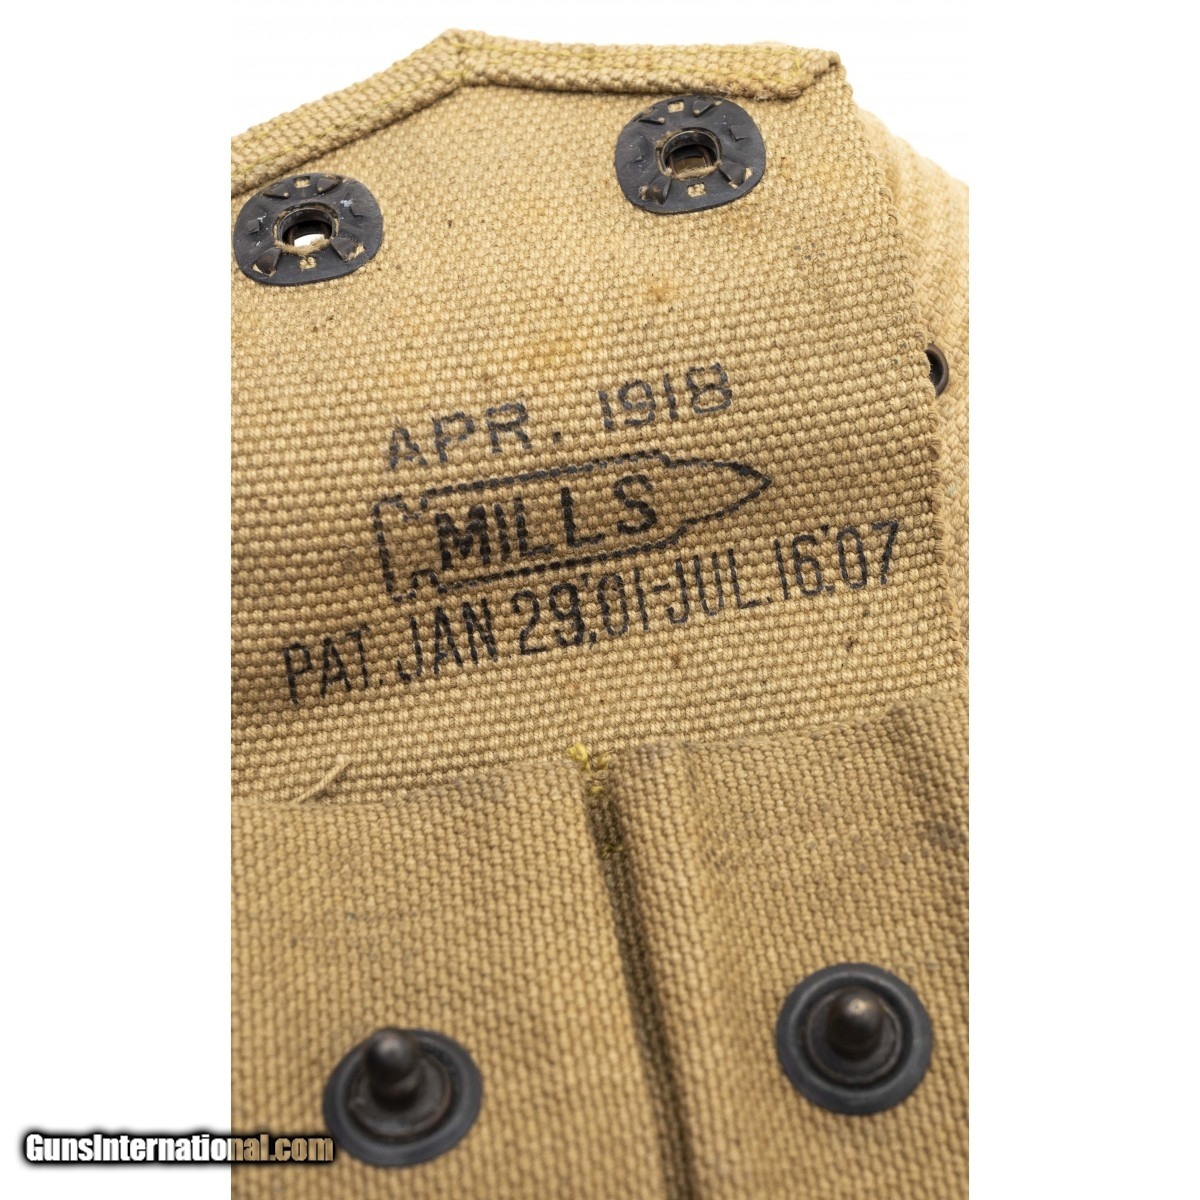 APR. 1918
MILLS
PAT. JAN 29,'01-JUL.16,'07
GunsInternational.com